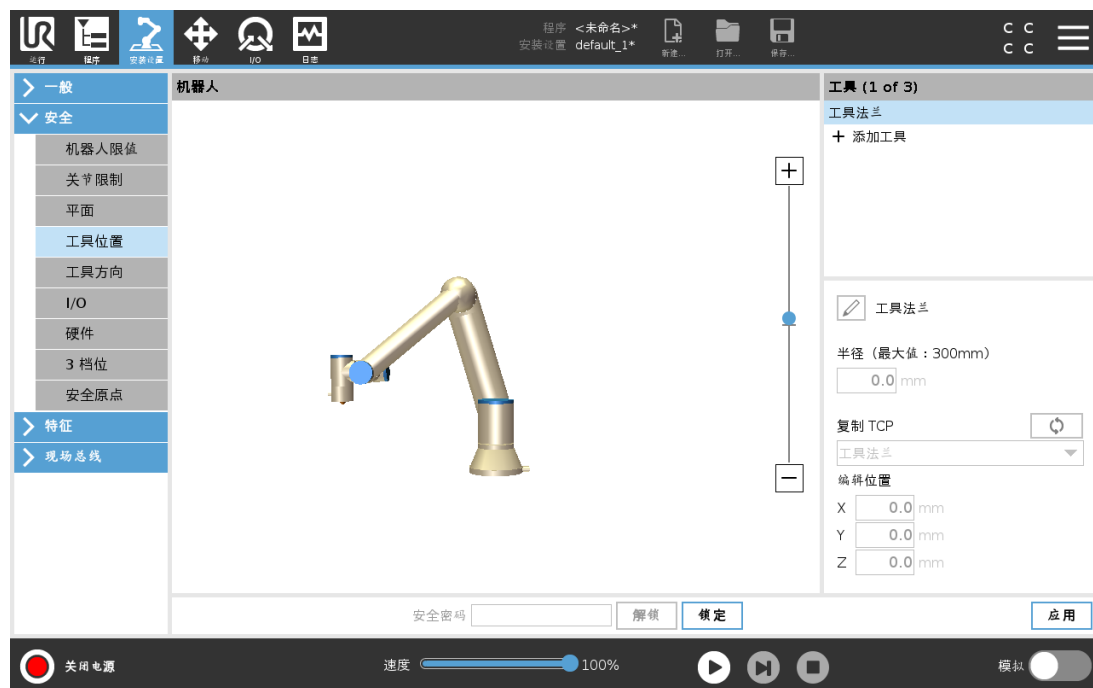 UR
运行
程序
安装设置
移动
I/O
日志
程序 <未命名>*
安装设置 default_1*
新建...
打开...
保存...
C C
C C
一般
安全
机器人限值
关节限制
平面
工具位置
工具方向
I/O
硬件
3 档位
安全原点
特征
现场总线
机器人
工具 (1 of 3)
工具法兰
添加工具
工具法兰
半径（最大值：300mm）
0.0 mm
复制 TCP
工具法兰
编辑位置
X 0.0 mm
Y 0.0 mm
Z 0.0 mm
安全密码 解锁 锁定 应用
关闭电源 速度 100% 模拟